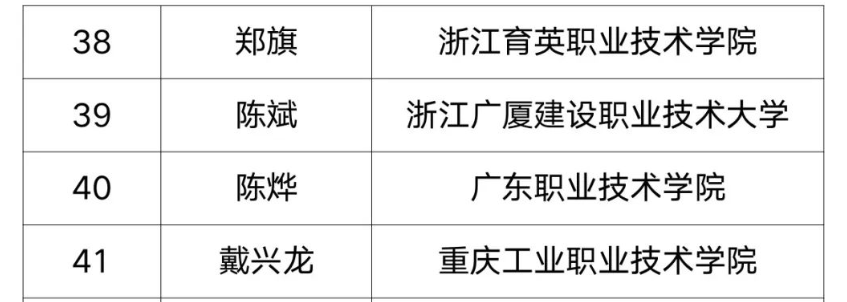 38 郑旗 浙江育英职业技术学院
39 陈斌 浙江广厦建设职业技术大学
40 陈烨 广东职业技术学院
41 戴兴龙 重庆工业职业技术学院